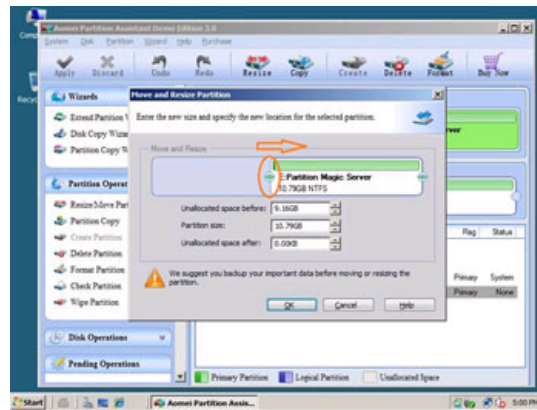 Aomei Partition Assistant Demo Edition 3.0
System Disk Partition Wizard Help Purchase
Apply Discard Undo Redo Resize Copy Create Delete Format Buy Now
Wizards
Extend Partition
Disk Copy
Partition Copy
Partition
Partition Copy
Create Partition
Delete Partition
Format Partition
Check Partition
Wipe Partition
Disk Operations
Pending Operations
Move and Resize Partition
Enter the new size and specify the new location for the selected partition.
Move and Resize
Partition Magic Server
10.79GB NTFS
Unallocated space before: 9.16GB
Partition size: 10.79GB
Unallocated space after: 0.00KB
We suggest you backup your important data before moving or resizing the
partition.
OK Cancel Help
Flag Status
Primary System
Primary None
Primary Partition Logical Partition Unallocated Space
Start Aomei Partition Assis... 5:00 PM